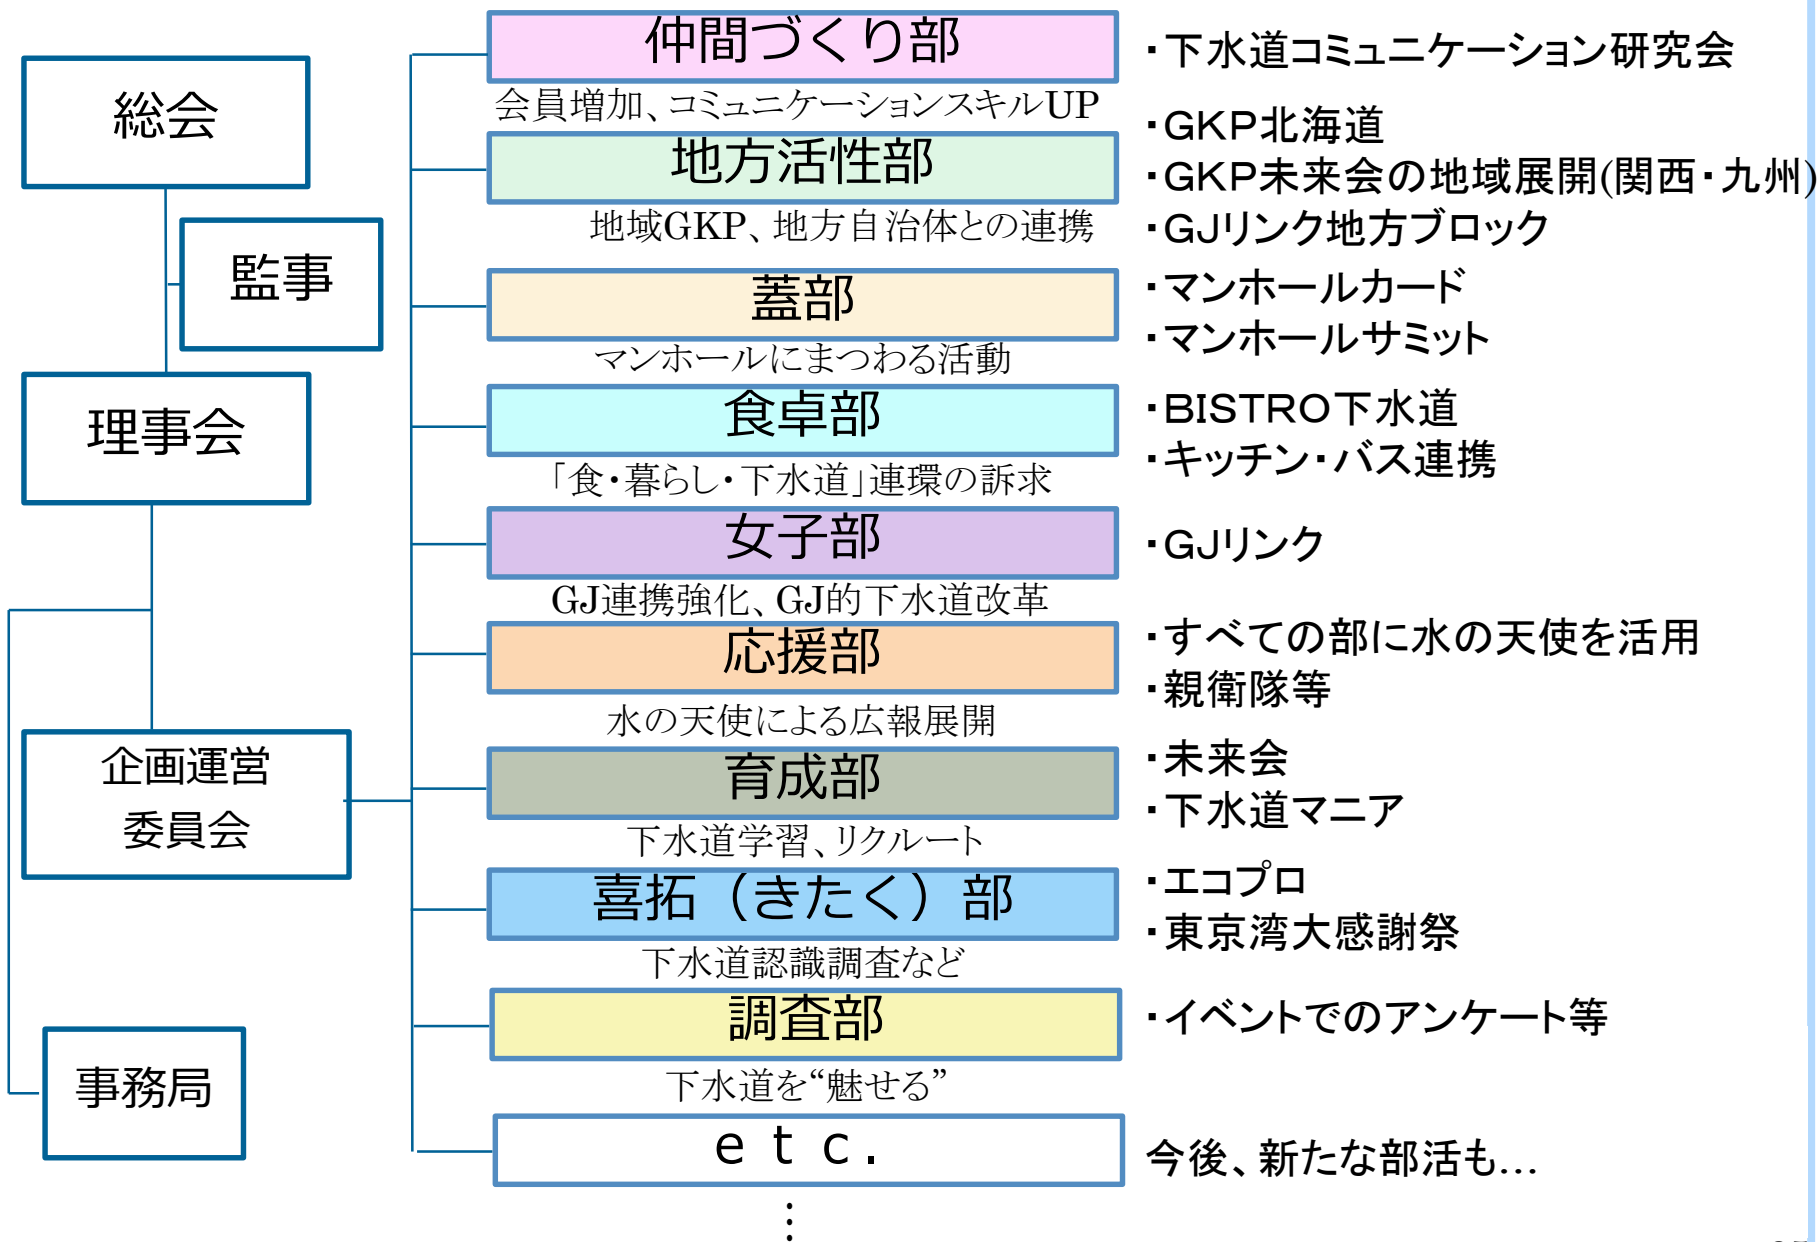 総会
監事
理事会
企画運営
委員会
事務局
仲間づくり部
会員増加、コミュニケーションスキルUP
・下水道コミュニケーション研究会
地方活性部
地域GKP、地方自治体との連携
・GKP北海道
・GKP未来会の地域展開(関西・九州)
・GJリンク地方ブロック
蓋部
マンホールにまつわる活動
・マンホールカード
・マンホールサミット
食卓部
「食・暮らし・下水道」連環の訴求
・BISTRO下水道
・キッチン・バス連携
女子部
GJ連携強化、GJ的下水道改革
・GJリンク
応援部
水の天使による広報展開
・すべての部に水の天使を活用
・親衛隊等
育成部
下水道学習、リクルート
・未来会
・下水道マニア
喜拓（きたく）部
下水道認識調査など
・エコプロ
・東京湾大感謝祭
調査部
下水道を“魅せる”
・イベントでのアンケート等
ｅｔｃ．
今後、新たな部活も…
⋮